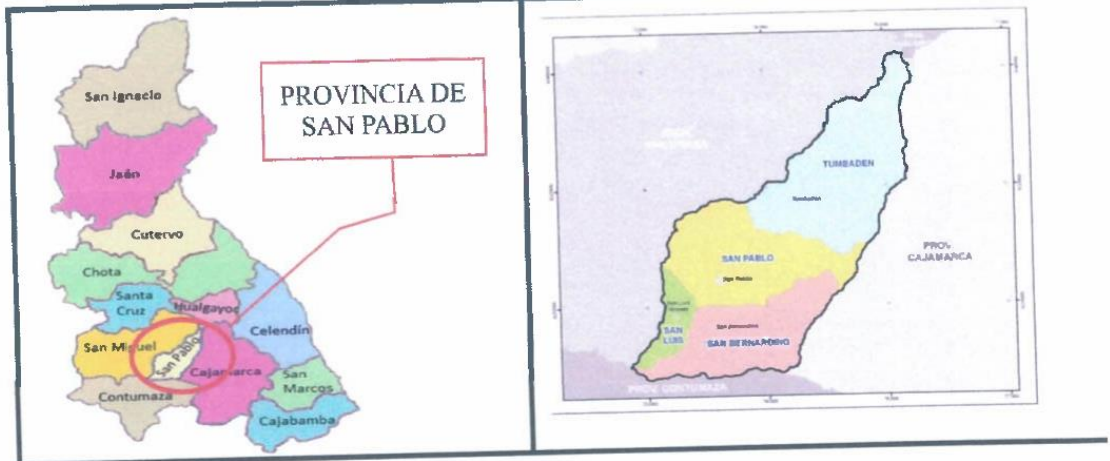 PROVINCIA DE
SAN PABLO
San Ignacio
Jaén
Cutervo
Chota
Santa
Cruz
Hualgayoc
Celendín
San Miguel
San Pablo
Cajamarca
San
Marcos
Contumaza
Cajabamba
TUMBADEN
Tumbaden
SAN PABLO
San Pablo
PROV.
CAJAMARCA
SAN
LUIS
San Bernardino
SAN BERNARDINO
PROV. CONTUMAZA